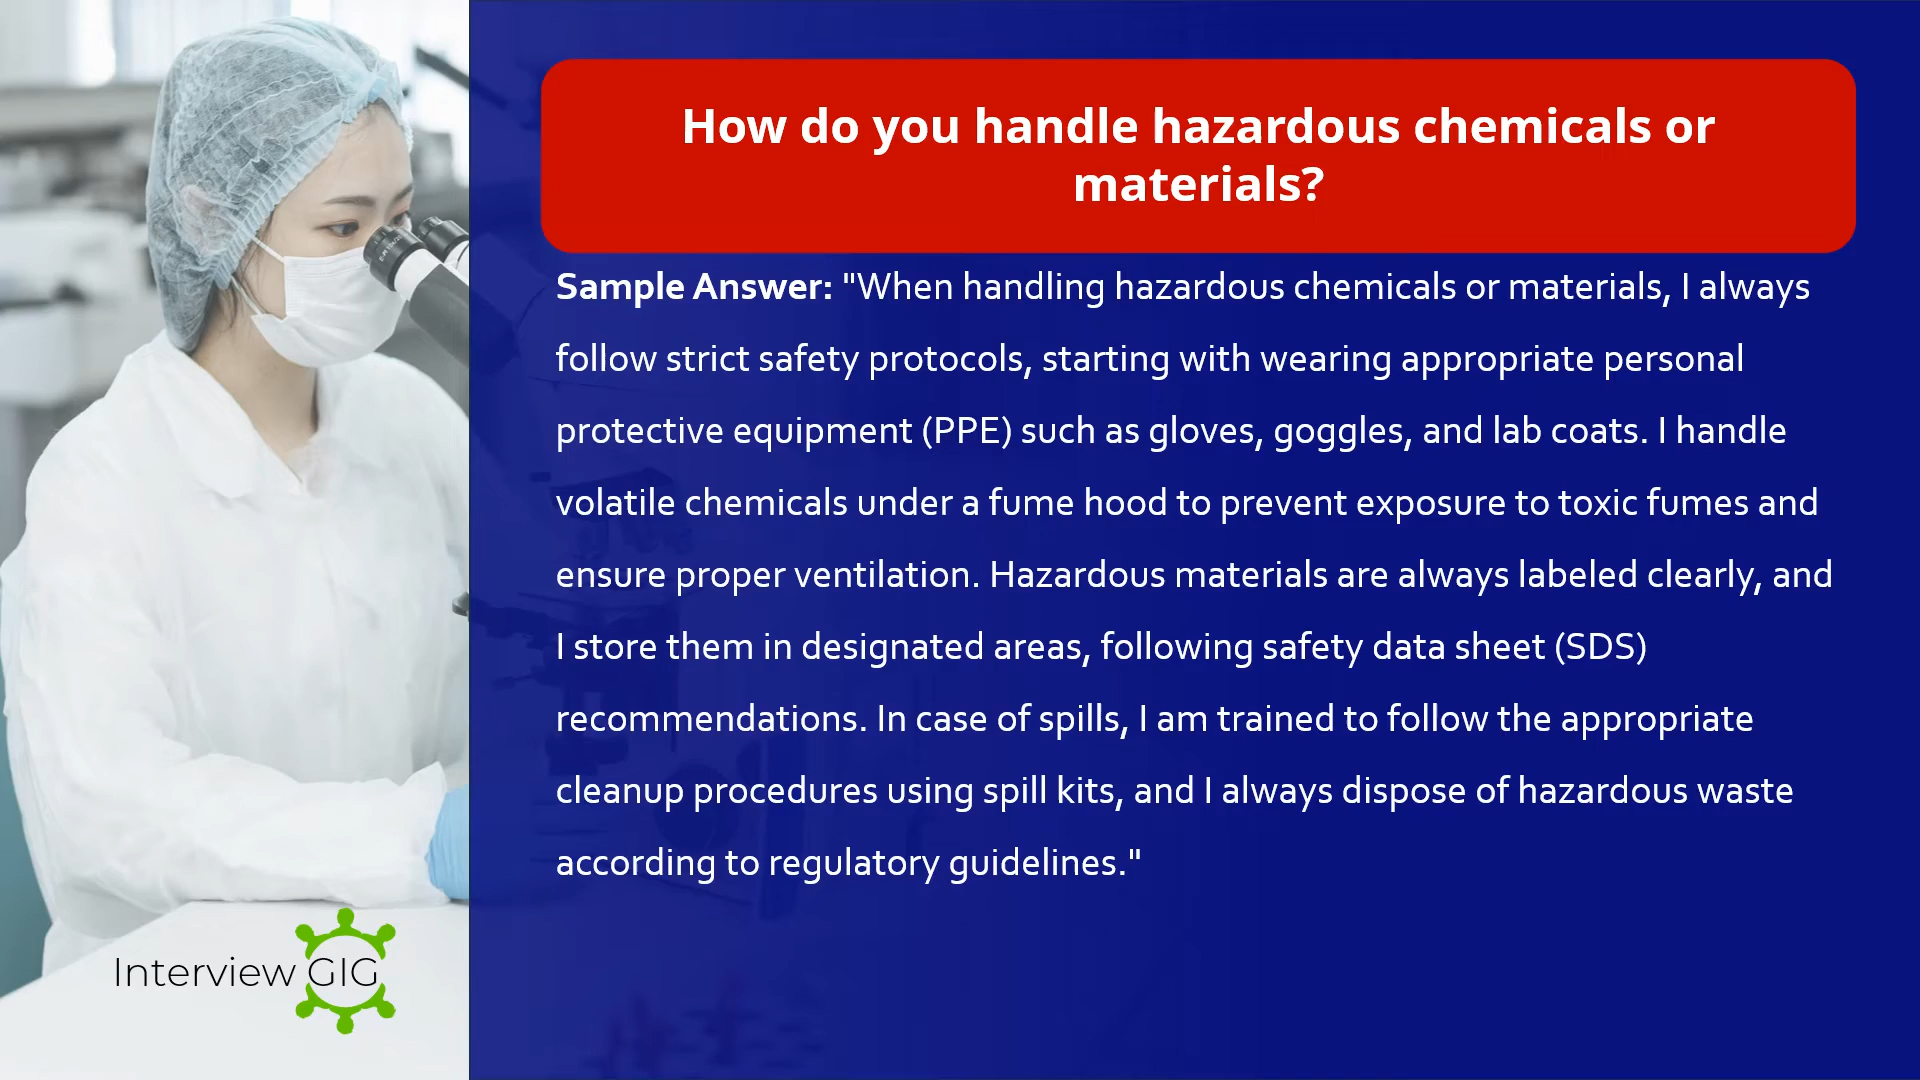 How do you handle hazardous chemicals or
materials?
Sample Answer: "When handling hazardous chemicals or materials, I always
follow strict safety protocols, starting with wearing appropriate personal
protective equipment (PPE) such as gloves, goggles, and lab coats. I handle
volatile chemicals under a fume hood to prevent exposure to toxic fumes and
ensure proper ventilation. Hazardous materials are always labeled clearly, and
I store them in designated areas, following safety data sheet (SDS)
recommendations. In case of spills, I am trained to follow the appropriate
cleanup procedures using spill kits, and I always dispose of hazardous waste
according to regulatory guidelines."
Interview GIG